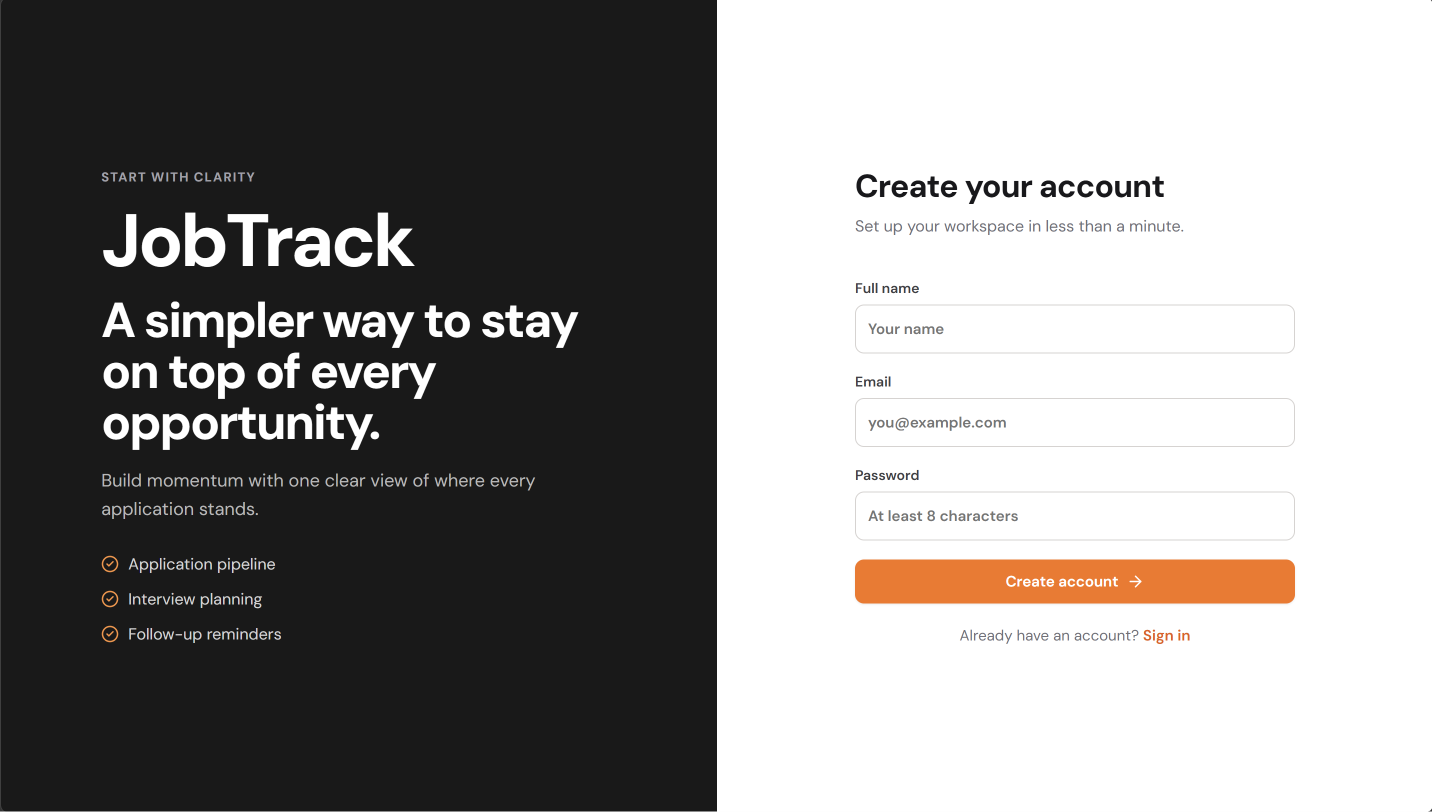 START WITH CLARITY
JobTrack
A simpler way to stay
on top of every
opportunity.
Build momentum with one clear view of where every
application stands.
Application pipeline
Interview planning
Follow-up reminders
Create your account
Set up your workspace in less than a minute.
Full name
Your name
Email
you@example.com
Password
At least 8 characters
Create account →
Already have an account? Sign in